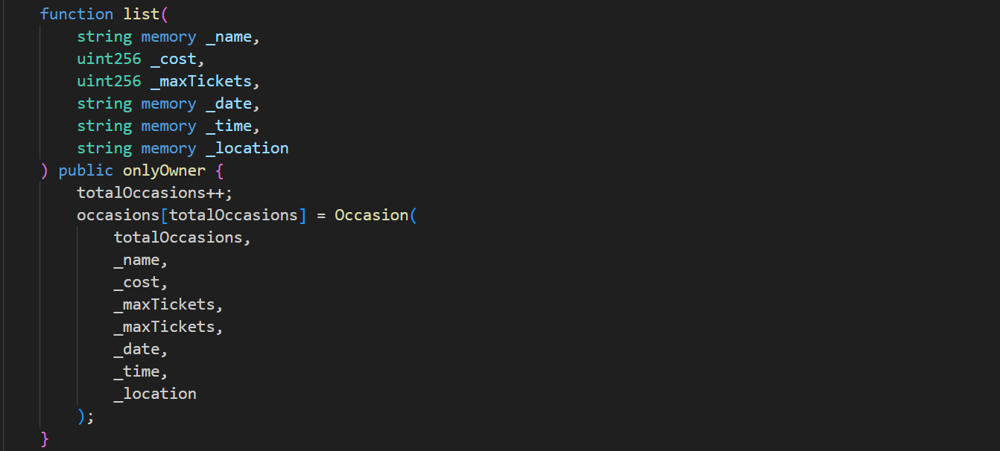 function list(
string memory _name,
uint256 _cost,
uint256 _maxTickets,
string memory _date,
string memory _time,
string memory _location
) public onlyOwner {
totalOccasions++;
occasions[totalOccasions] = Occasion(
totalOccasions,
_name,
_cost,
_maxTickets,
_maxTickets,
_date,
_time,
_location
);
}